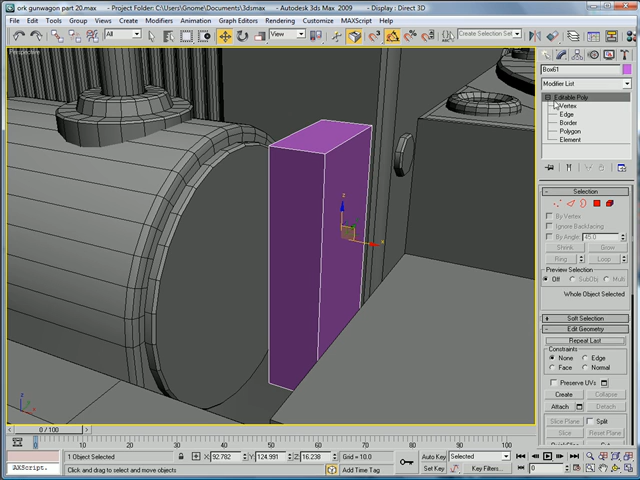 ork gunwagon part 20.max - Project Folder: C:\Users\Gnome\Documents\3dsmax - Autodesk 3ds Max 2009 - Display : Direct 3D
File Edit Tools Group Views Create Modifiers Animation Graph Editors Rendering Customize MAXScript Help
All View Create Selection Set
Perspective
Box61
Modifier List
Editable Poly
Vertex
Edge
Border
Polygon
Element
Selection
By Vertex
Ignore Backfacing
By Angle: 45.0
Shrink Grow
Ring Loop
Preview Selection
Off SubObj Multi
Whole Object Selected
Soft Selection
Edit Geometry
Repeat Last
Constraints
None Edge
Face Normal
Preserve UVs
Create Collapse
Attach Detach
Slice Plane Split
Slice Reset Plane
0 / 100
0 10 20 30 40 50 60 70 80 90 100
1 Object Selected X: 92.782 Y: 124.991 Z: 16.238 Grid = 10.0 Auto Key Selected
AXScript. Click and drag to select and move objects Add Time Tag Set Key Key Filters... 0